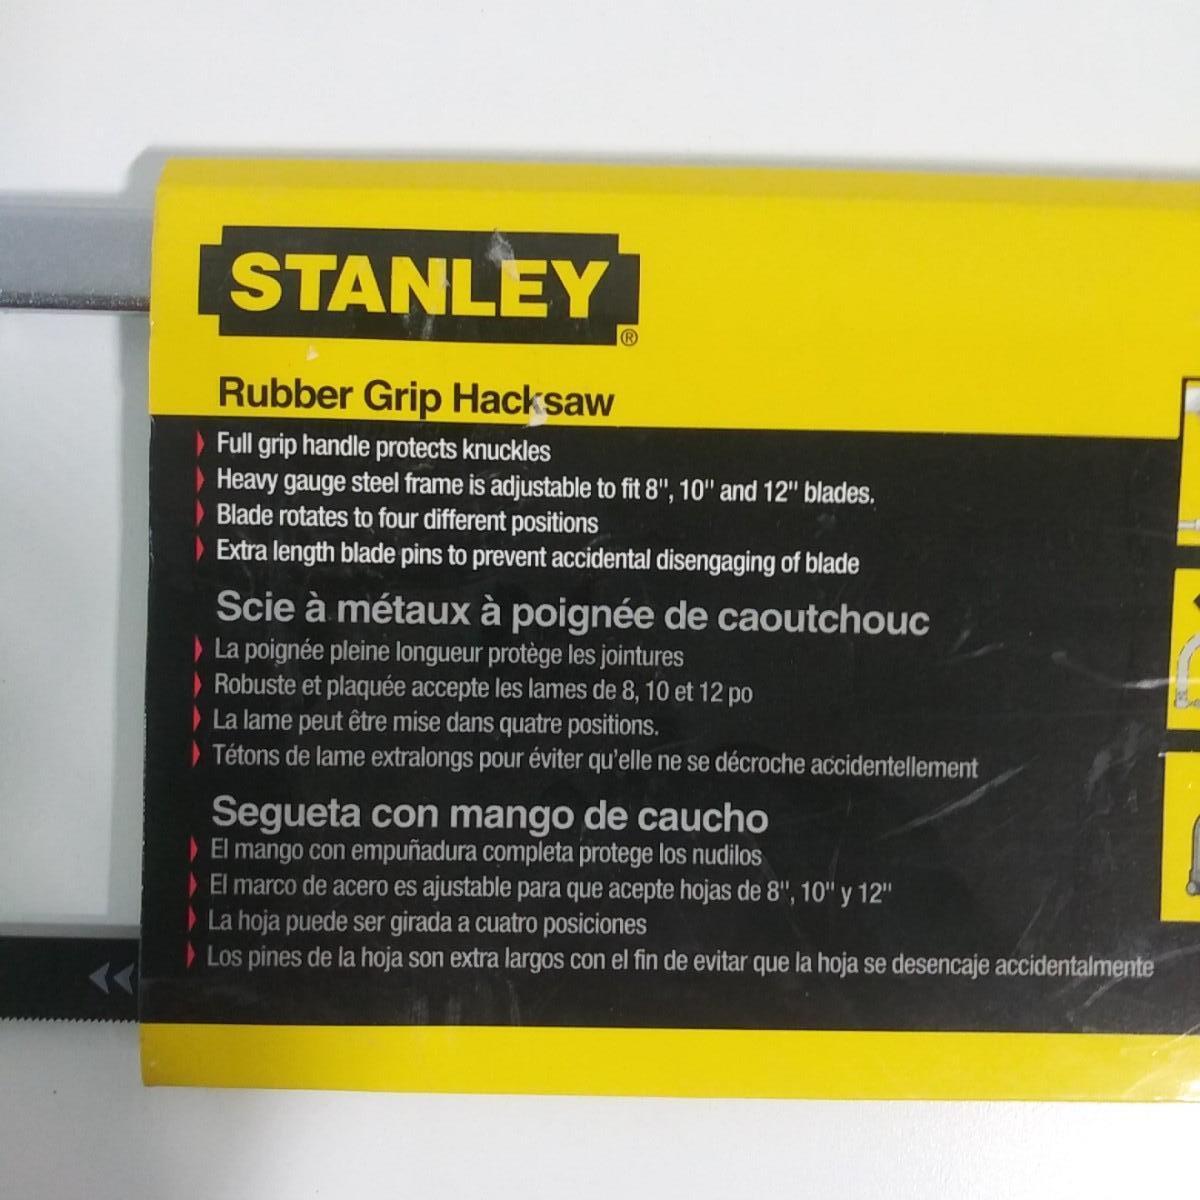 STANLEY®
Rubber Grip Hacksaw
Full grip handle protects knuckles
Heavy gauge steel frame is adjustable to fit 8", 10" and 12" blades.
Blade rotates to four different positions
Extra length blade pins to prevent accidental disengaging of blade
Scie à métaux à poignée de caoutchouc
La poignée pleine longueur protège les jointures
Robuste et plaquée accepte les lames de 8, 10 et 12 po
La lame peut être mise dans quatre positions.
Tétons de lame extralongs pour éviter qu'elle ne se décroche accidentellement
Segueta con mango de caucho
El mango con empuñadura completa protege los nudilos
El marco de acero es ajustable para que acepte hojas de 8", 10" y 12"
La hoja puede ser girada a cuatro posiciones
Los pines de la hoja son extra largos con el fin de evitar que la hoja se desencaje accidentalmente